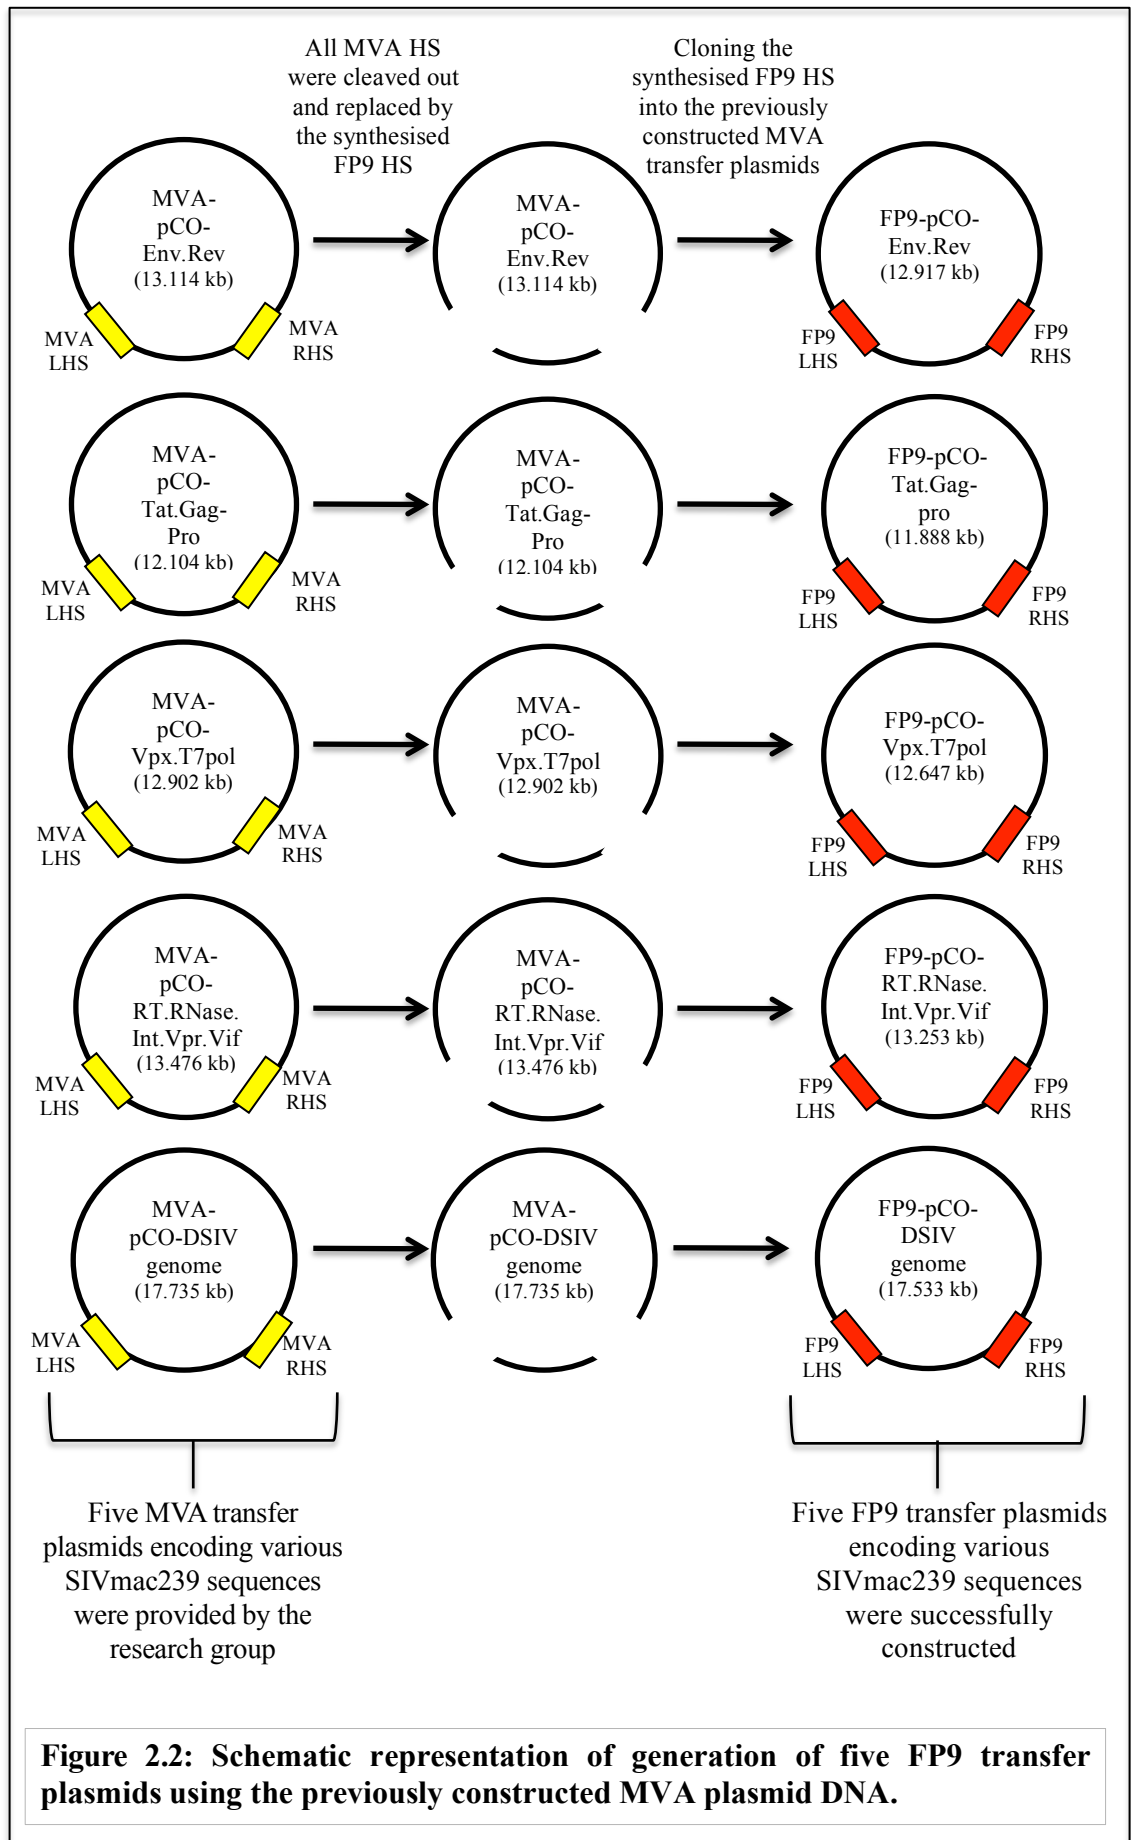 All MVA HS
were cleaved out
and replaced by
the synthesised
FP9 HS
Cloning the
synthesised FP9 HS
into the previously
constructed MVA
transfer plasmids
MVA-
pCO-
Env.Rev
(13.114 kb)
MVA
LHS
MVA
RHS
MVA-
pCO-
Env.Rev
(13.114 kb)
FP9-pCO-
Env.Rev
(12.917 kb)
FP9
LHS
FP9
RHS
MVA-
pCO-
Tat.Gag-
Pro
(12.104 kb)
MVA
LHS
MVA
RHS
MVA-
pCO-
Tat.Gag-
Pro
(12.104 kb)
FP9-pCO-
Tat.Gag-
pro
(11.888 kb)
FP9
LHS
FP9
RHS
MVA-
pCO-
Vpx.T7pol
(12.902 kb)
MVA
LHS
MVA
RHS
MVA-
pCO-
Vpx.T7pol
(12.902 kb)
FP9-pCO-
Vpx.T7pol
(12.647 kb)
FP9
LHS
FP9
RHS
MVA-
pCO-
RT.RNase.
Int.Vpr.Vif
(13.476 kb)
MVA
LHS
MVA
RHS
MVA-
pCO-
RT.RNase.
Int.Vpr.Vif
(13.476 kb)
FP9-pCO-
RT.RNase.
Int.Vpr.Vif
(13.253 kb)
FP9
LHS
FP9
RHS
MVA-
pCO-DSIV
genome
(17.735 kb)
MVA
LHS
MVA
RHS
MVA-
pCO-DSIV
genome
(17.735 kb)
FP9-pCO-
DSIV
genome
(17.533 kb)
FP9
LHS
FP9
RHS
Five MVA transfer
plasmids encoding various
SIVmac239 sequences
were provided by the
research group
Five FP9 transfer plasmids
encoding various
SIVmac239 sequences
were successfully
constructed
Figure 2.2: Schematic representation of generation of five FP9 transfer
plasmids using the previously constructed MVA plasmid DNA.